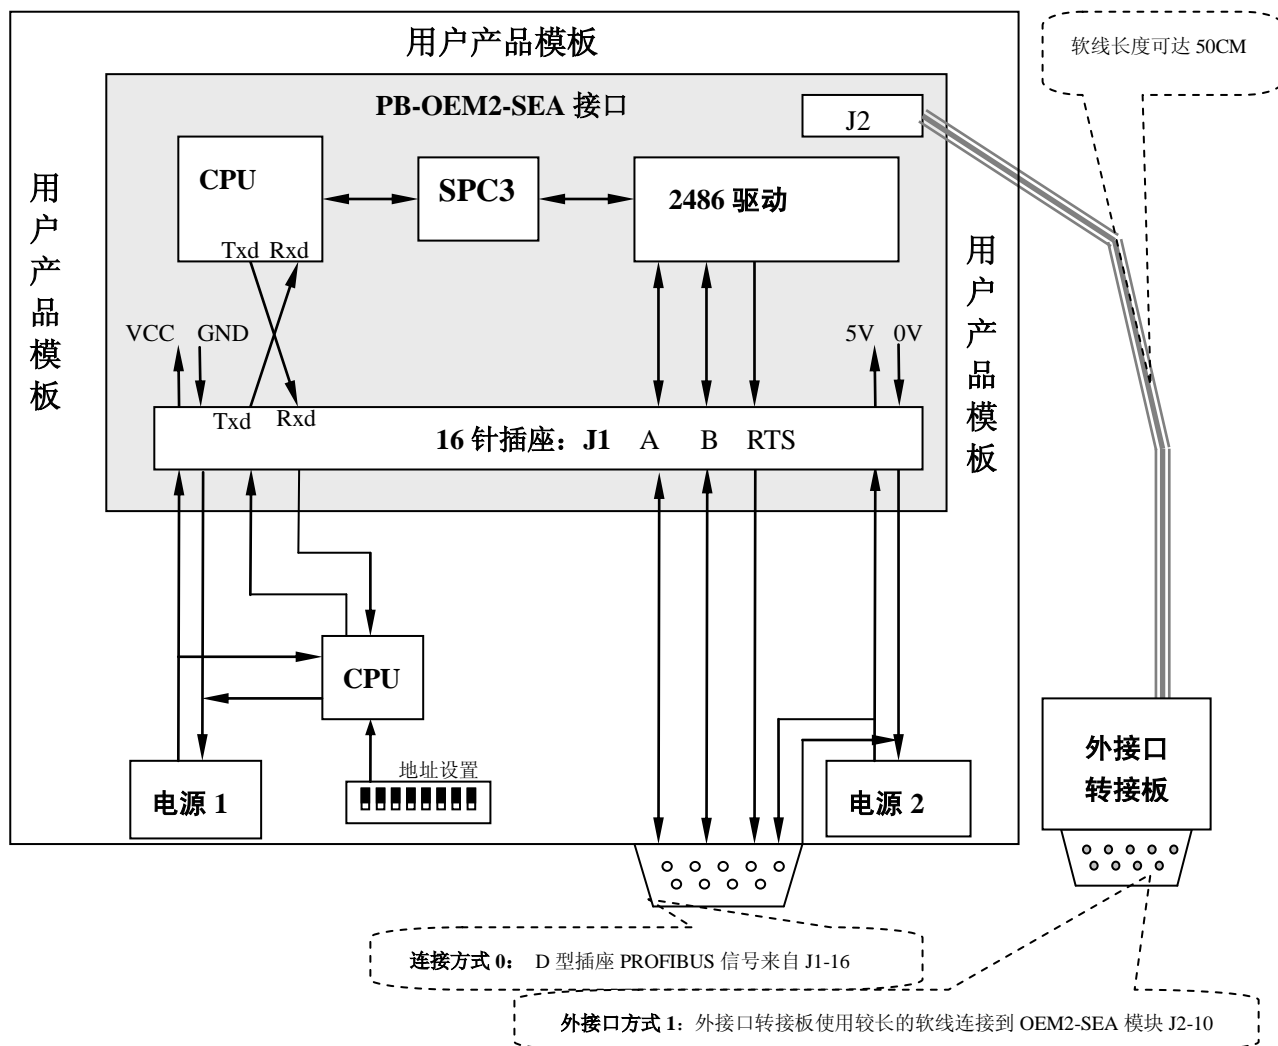 用户产品模板
软线长度可达 50CM
PB-OEM2-SEA 接口
J2
CPU
SPC3
2486 驱动
Txd Rxd
用户产品模板
用户产品模板
VCC GND
5V 0V
Txd Rxd
16 针插座：J1 A B RTS
CPU
地址设置
电源 1
电源 2
外接口
转接板
连接方式 0： D 型插座 PROFIBUS 信号来自 J1-16
外接口方式 1：外接口转接板使用较长的软线连接到 OEM2-SEA 模块 J2-10